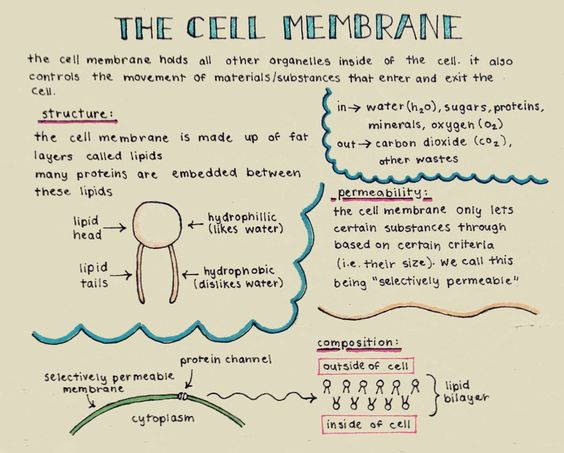 THE CELL MEMBRANE
the cell membrane holds all other organelles inside of the cell. it also
controls the movement of materials/substances that enter and exit the
cell.
structure:
the cell membrane is made up of fat
layers called lipids
many proteins are embedded between
these lipids
lipid
head
hydrophillic
(likes water)
lipid
tails
hydrophobic
(dislikes water)
in → water (h₂o), sugars, proteins,
minerals, oxygen (o₂)
out → carbon dioxide (co₂),
other wastes
permeability:
the cell membrane only lets
certain substances through
based on certain criteria
(i.e. their size). we call this
being "selectively permeable"
selectively permeable
membrane
protein channel
cytoplasm
composition:
outside of cell
lipid
bilayer
inside of cell